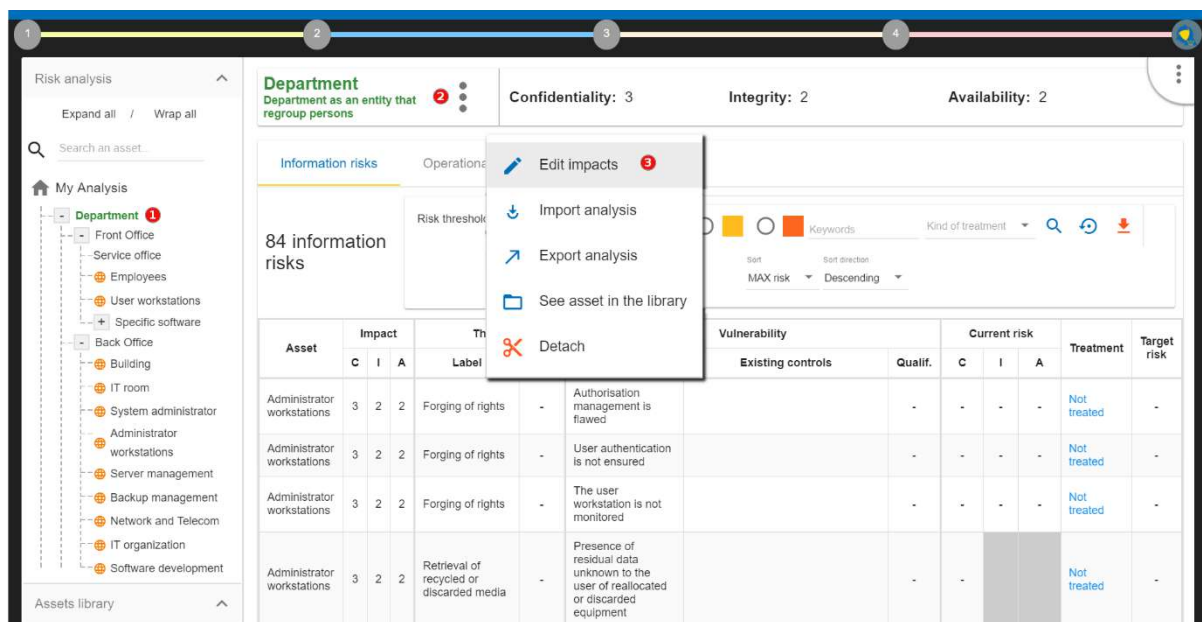 1
2
3
4
Risk analysis
Expand all / Wrap all
Search an asset...
My Analysis
- Department 1
- Front Office
Service office
Employees
User workstations
+ Specific software
- Back Office
Building
IT room
System administrator
Administrator
workstations
Server management
Backup management
Network and Telecom
IT organization
Software development
Assets library
Department
Department as an entity that
regroup persons
2
Confidentiality: 3 Integrity: 2 Availability: 2
Information risks Operationa
Edit impacts 3
Import analysis
Export analysis
See asset in the library
Detach
84 information
risks
Risk threshold
Keywords
Kind of treatment
Sort Sort direction
MAX risk Descending
Asset Impact Th Vulnerability Current risk Treatment Target
risk
C I A Label Existing controls Qualif. C I A
Administrator
workstations 3 2 2 Forging of rights - Authorisation
management is
flawed - - - - Not
treated -
Administrator
workstations 3 2 2 Forging of rights - User authentication
is not ensured - - - - Not
treated -
Administrator
workstations 3 2 2 Forging of rights - The user
workstation is not
monitored - - - - Not
treated -
Administrator
workstations 3 2 2 Retrieval of
recycled or
discarded media - Presence of
residual data
unknown to the
user of reallocated
or discarded
equipment - - Not
treated -